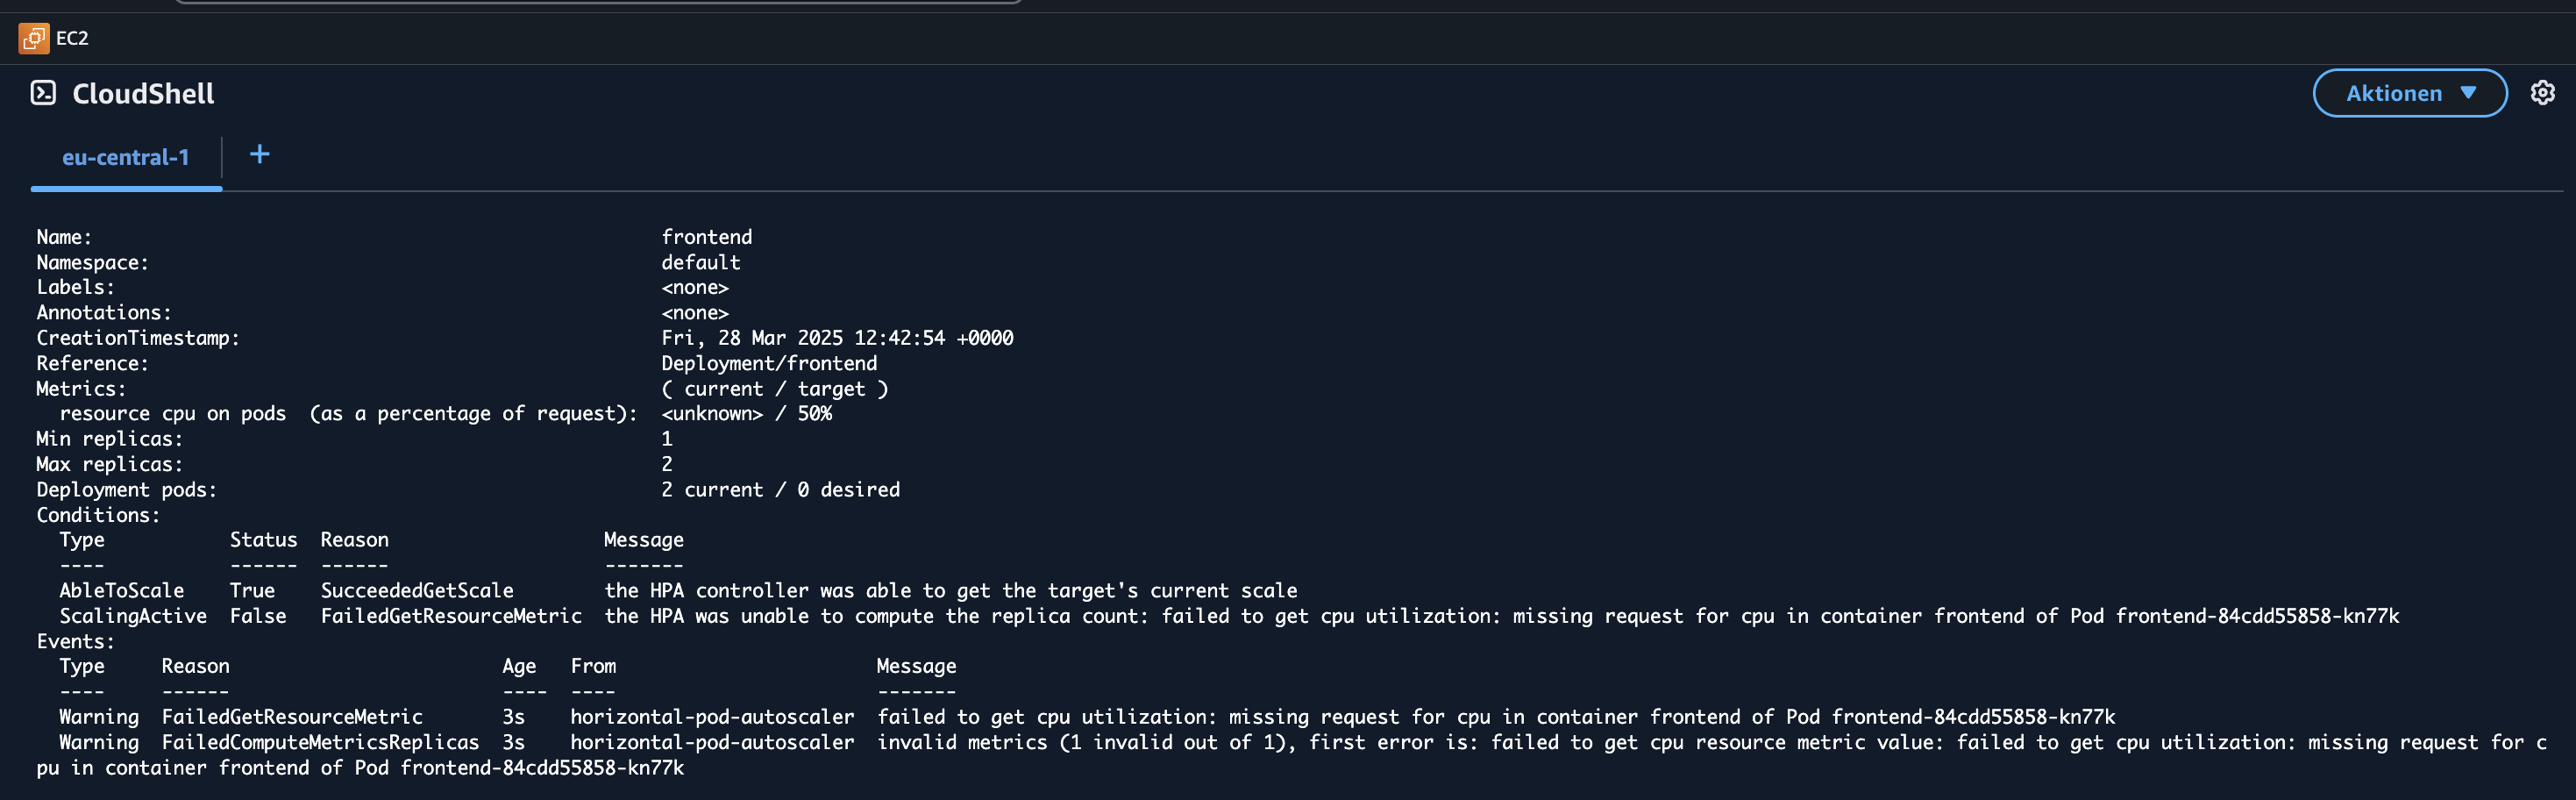 EC2
CloudShell
Aktionen
eu-central-1
+
Name: frontend
Namespace: default
Labels: <none>
Annotations: <none>
CreationTimestamp: Fri, 28 Mar 2025 12:42:54 +0000
Reference: Deployment/frontend
Metrics: ( current / target )
resource cpu on pods (as a percentage of request): <unknown> / 50%
Min replicas: 1
Max replicas: 2
Deployment pods: 2 current / 0 desired
Conditions:
Type Status Reason Message
---- ------ ------ -------
AbleToScale True SucceededGetScale the HPA controller was able to get the target's current scale
ScalingActive False FailedGetResourceMetric the HPA was unable to compute the replica count: failed to get cpu utilization: missing request for cpu in container frontend of Pod frontend-84cdd55858-kn77k
Events:
Type Reason Age From Message
---- ------ ---- ---- -------
Warning FailedGetResourceMetric 3s horizontal-pod-autoscaler failed to get cpu utilization: missing request for cpu in container frontend of Pod frontend-84cdd55858-kn77k
Warning FailedComputeMetricsReplicas 3s horizontal-pod-autoscaler invalid metrics (1 invalid out of 1), first error is: failed to get cpu resource metric value: failed to get cpu utilization: missing request for c
pu in container frontend of Pod frontend-84cdd55858-kn77k